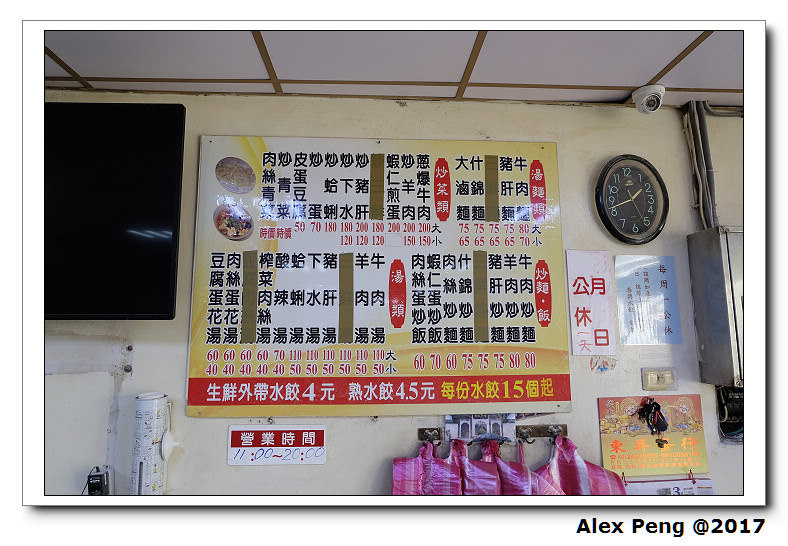 湯麵類
牛肉麵
豬肝麵
什錦麵
大滷麵
75 75 75 75 80 大
65 65 65 65 70 小
炒菜類
蔥爆牛肉
炒羊肉
蝦仁煎蛋
炒豬肝
炒下水
炒蛤蜊
炒蛋
皮蛋豆腐
炒青菜
肉絲青菜
時價 時價 50 70 180 180 180 180 200 200 200 大
120 120 120 150 150 小
炒麵·飯
牛肉炒麵
羊肉炒麵
豬肝炒麵
什錦炒麵
肉絲炒麵
蝦仁蛋炒飯
肉絲蛋炒飯
60 70 60 75 75 75 80 80
湯類
牛肉湯
羊肉湯
豬肝湯
下水湯
蛤蜊湯
酸辣湯
榨菜肉絲湯
肉絲蛋花湯
豆腐蛋花湯
60 60 60 60 70 110 110 110 110 110 110 大
40 40 40 40 50 50 50 50 50 50 50 小
生鮮外帶水餃4元 熟水餃4.5元 每份水餃15個起
營業時間
11:00~20:00
每月公休一天
每周一公休
Alex Peng @2017